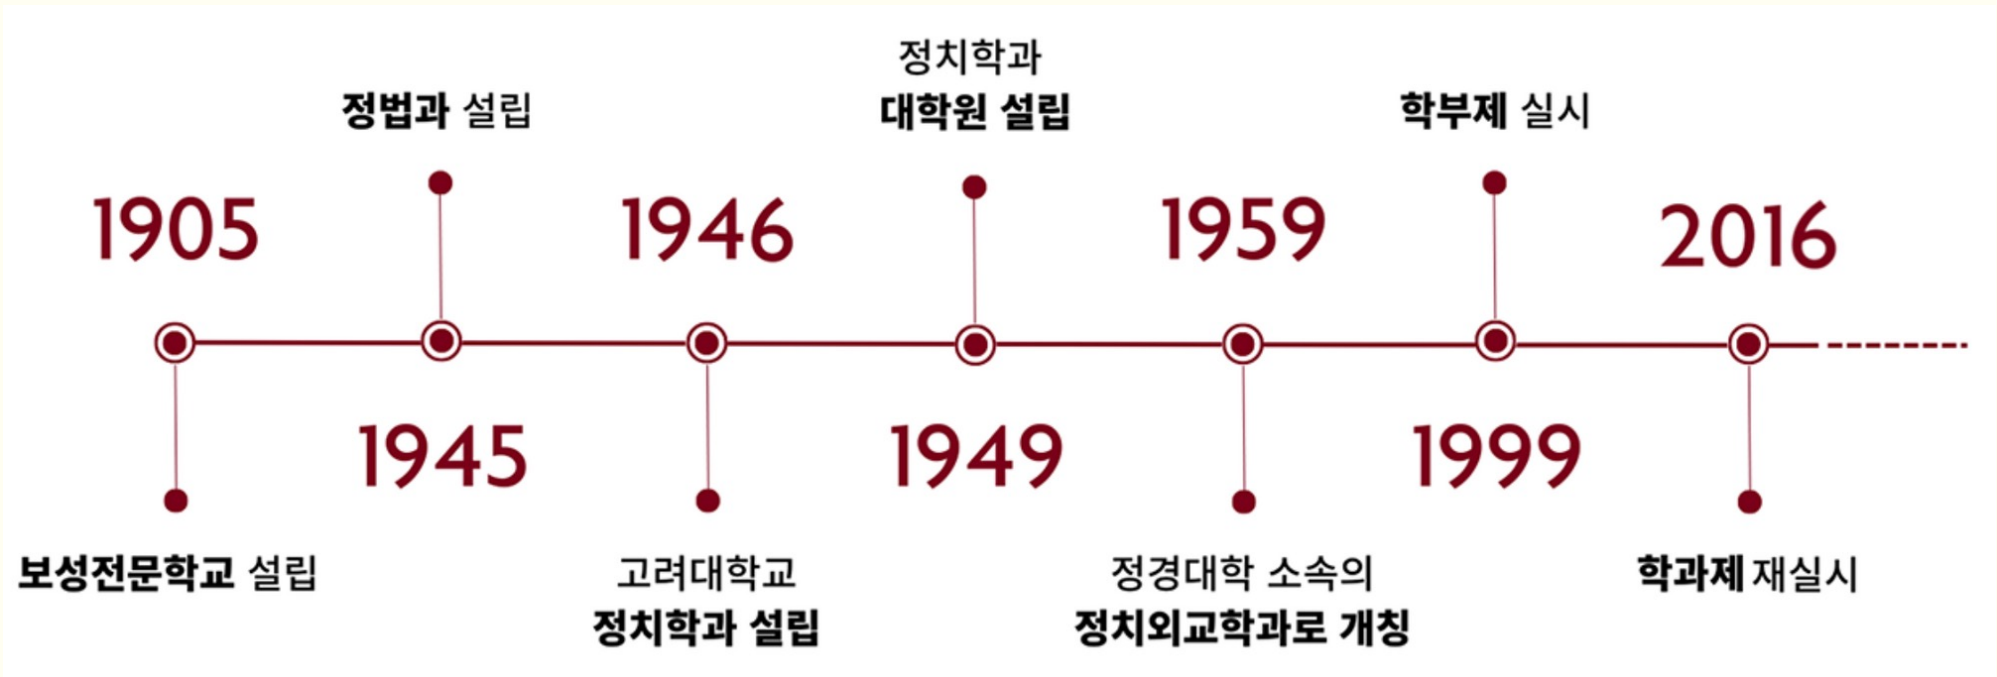 1905
보성전문학교 설립
정법과 설립
1945
1946
고려대학교
정치학과 설립
정치학과
대학원 설립
1949
1959
정경대학 소속의
정치외교학과로 개칭
학부제 실시
1999
2016
학과제 재실시